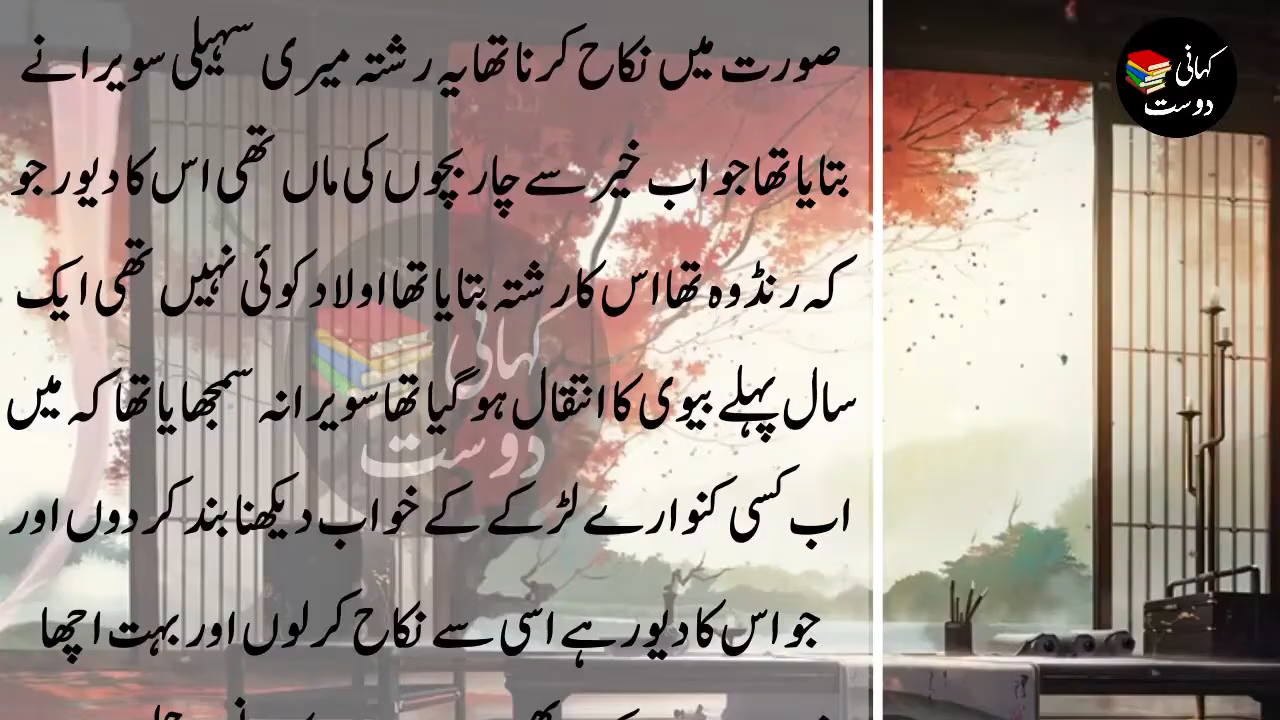 صورت میں نکاح کرنا تھا یہ رشتہ میری سہیلی سویرا نے
بتایا تھا جو اب خیر سے چار بچوں کی ماں تھی اس کا دیور جو
کہ رنڈوہ تھا اس کا رشتہ بتایا تھا اولاد کوئی نہیں تھی ایک
سال پہلے بیوی کا انتقال ہو گیا تھا سویرا نہ سمجھایا تھا کہ میں
اب کسی کنوارے لڑکے کے خواب دیکھنا بند کر دوں اور
جو اس کا دیور ہے اسی سے نکاح کر لوں اور بہت اچھا
کہانی
دوست
کہانی
دوست